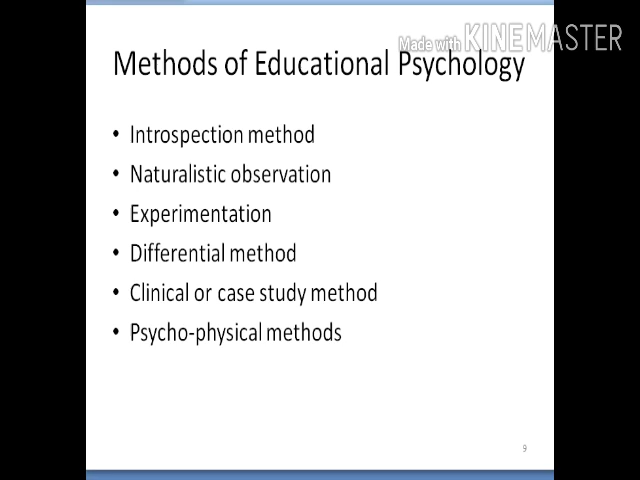 Made with KINEMASTER
Methods of Educational Psychology
• Introspection method
• Naturalistic observation
• Experimentation
• Differential method
• Clinical or case study method
• Psycho-physical methods
9